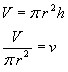 V = πr²h
V/πr² = v